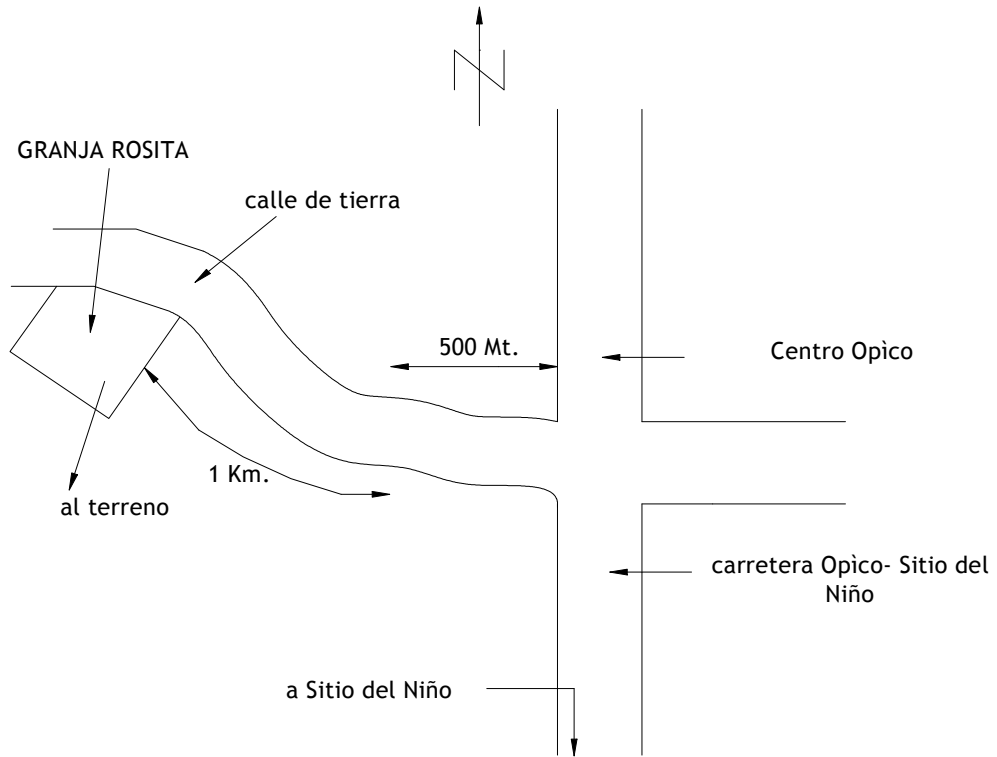 N
GRANJA ROSITA
calle de tierra
500 Mt.
Centro Opìco
1 Km.
al terreno
carretera Opìco- Sitio del
Niño
a Sitio del Niño